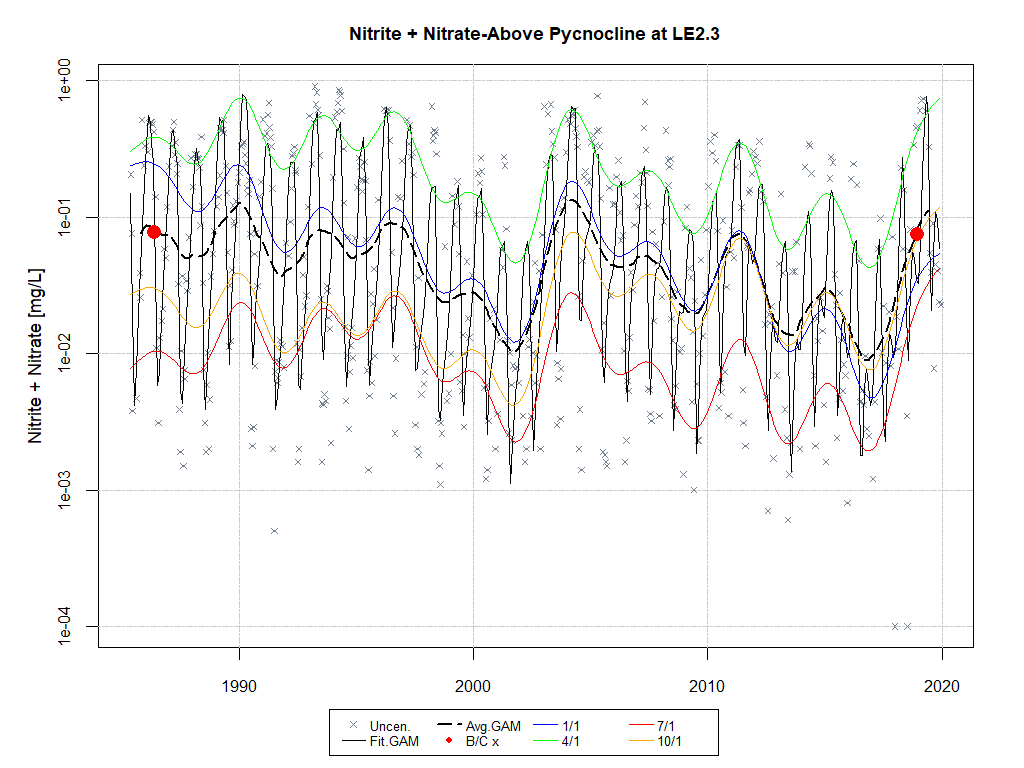 Nitrite + Nitrate-Above Pycnocline at LE2.3
Nitrite + Nitrate [mg/L]
1e+00
1e-01
1e-02
1e-03
1e-04
1990 2000 2010 2020
Uncen. Avg.GAM 1/1 7/1
Fit.GAM B/C x 4/1 10/1